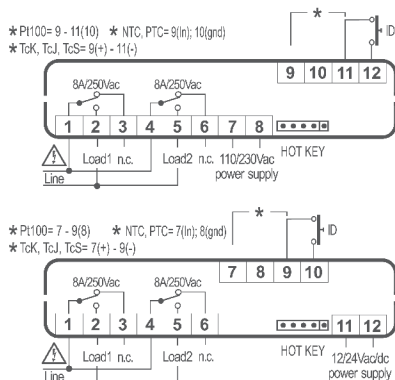 * Pt100= 9 - 11(10) * NTC, PTC= 9(In); 10(gnd)
* TcK, TcJ, TcS= 9(+) - 11(-)
*
ID
9 10 11 12
8A/250Vac 8A/250Vac
1 2 3 4 5 6 7 8
HOT KEY
Load1 n.c. Load2 n.c. 110/230Vac
power supply
Line
* Pt100= 7 - 9(8) * NTC, PTC= 7(In); 8(gnd)
* TcK, TcJ, TcS= 7(+) - 9(-)
*
ID
7 8 9 10
8A/250Vac 8A/250Vac
1 2 3 4 5 6 11 12
Load1 n.c. Load2 HOT KEY 12/24Vac/dc
power supply
Line